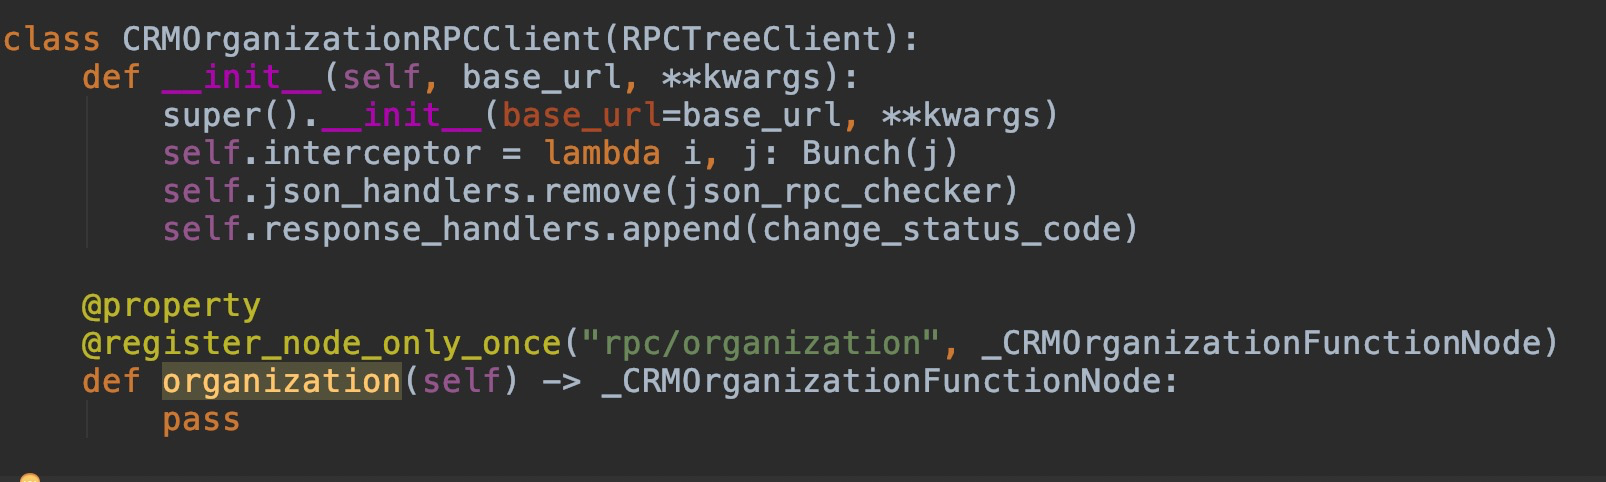 class CRMOrganizationRPCClient(RPCTreeClient):
    def __init__(self, base_url, **kwargs):
        super().__init__(base_url=base_url, **kwargs)
        self.interceptor = lambda i, j: Bunch(j)
        self.json_handlers.remove(json_rpc_checker)
        self.response_handlers.append(change_status_code)
    @property
    @register_node_only_once("rpc/organization", _CRMOrganizationFunctionNode)
    def organization(self) -> _CRMOrganizationFunctionNode:
        pass